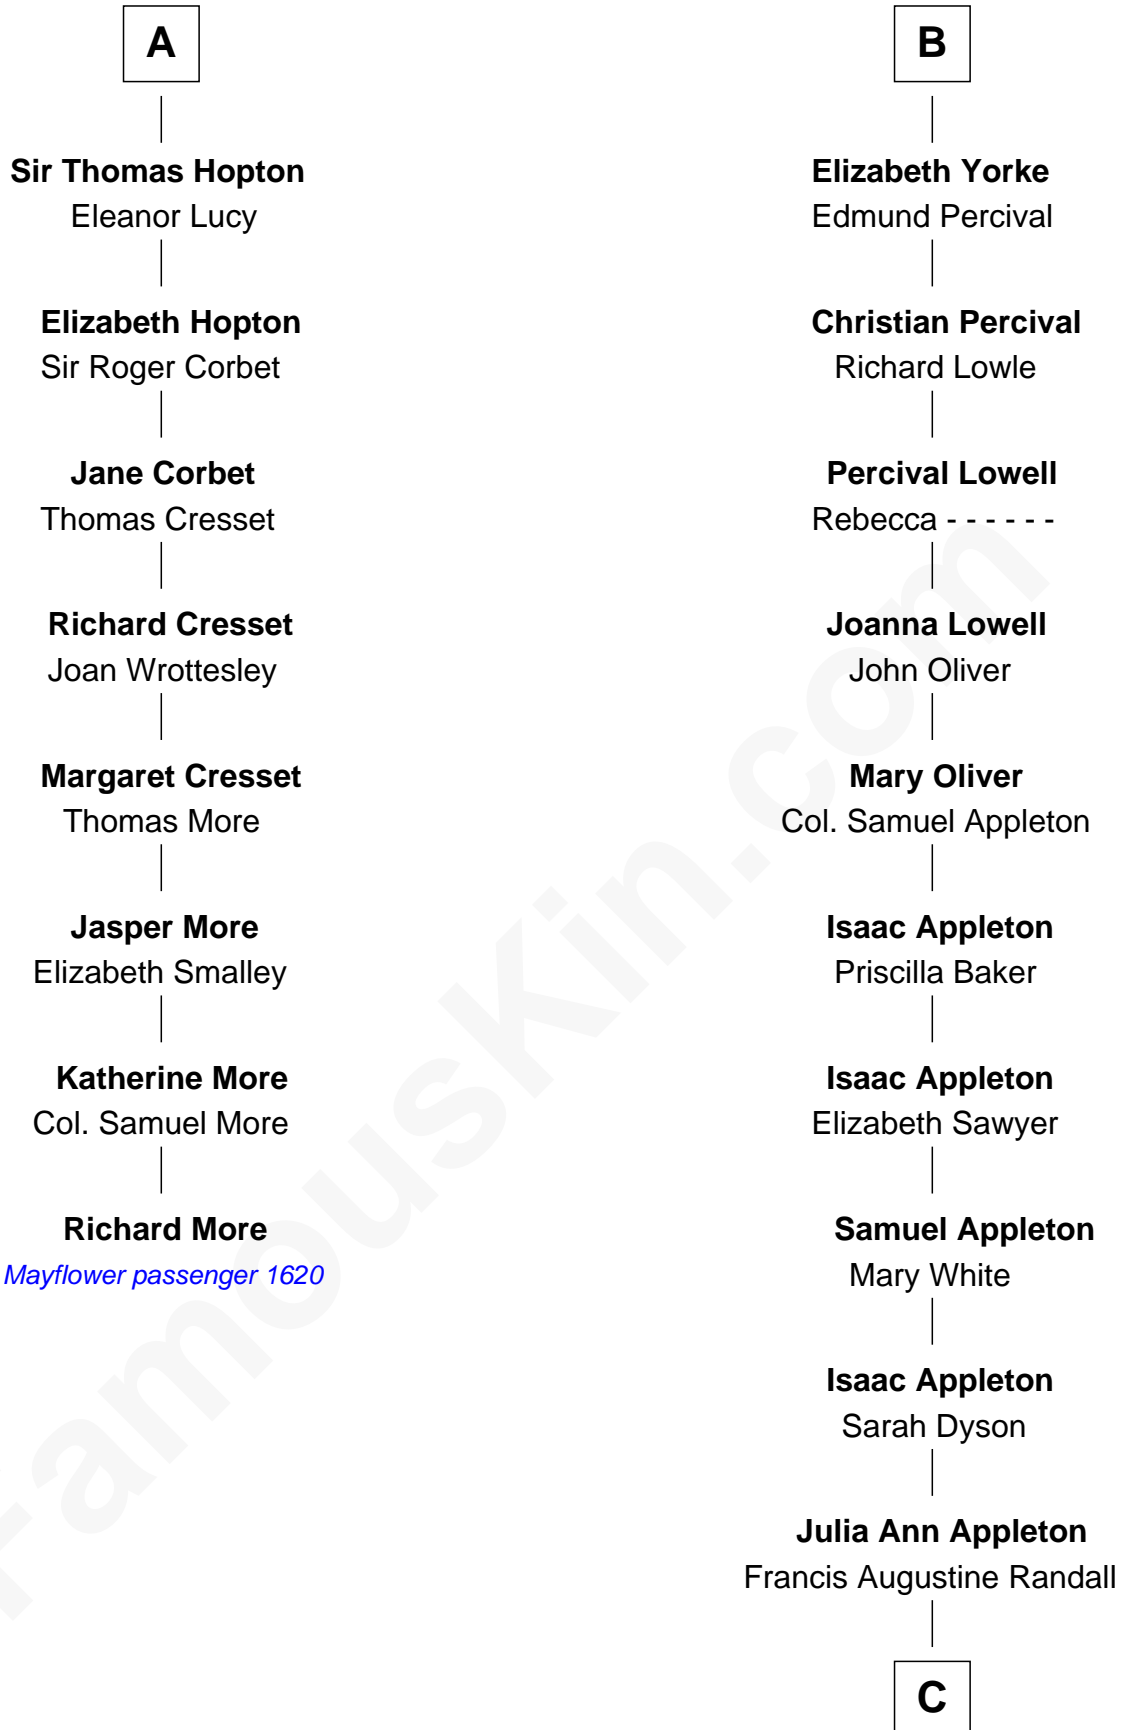 A
Sir Thomas Hopton
Eleanor Lucy
Elizabeth Hopton
Sir Roger Corbet
Jane Corbet
Thomas Cresset
Richard Cresset
Joan Wrottesley
Margaret Cresset
Thomas More
Jasper More
Elizabeth Smalley
Katherine More
Col. Samuel More
Richard More
Mayflower passenger 1620
B
Elizabeth Yorke
Edmund Percival
Christian Percival
Richard Lowle
Percival Lowell
Rebecca - - - - - -
Joanna Lowell
John Oliver
Mary Oliver
Col. Samuel Appleton
Isaac Appleton
Priscilla Baker
Isaac Appleton
Elizabeth Sawyer
Samuel Appleton
Mary White
Isaac Appleton
Sarah Dyson
Julia Ann Appleton
Francis Augustine Randall
C
FamousKin.com